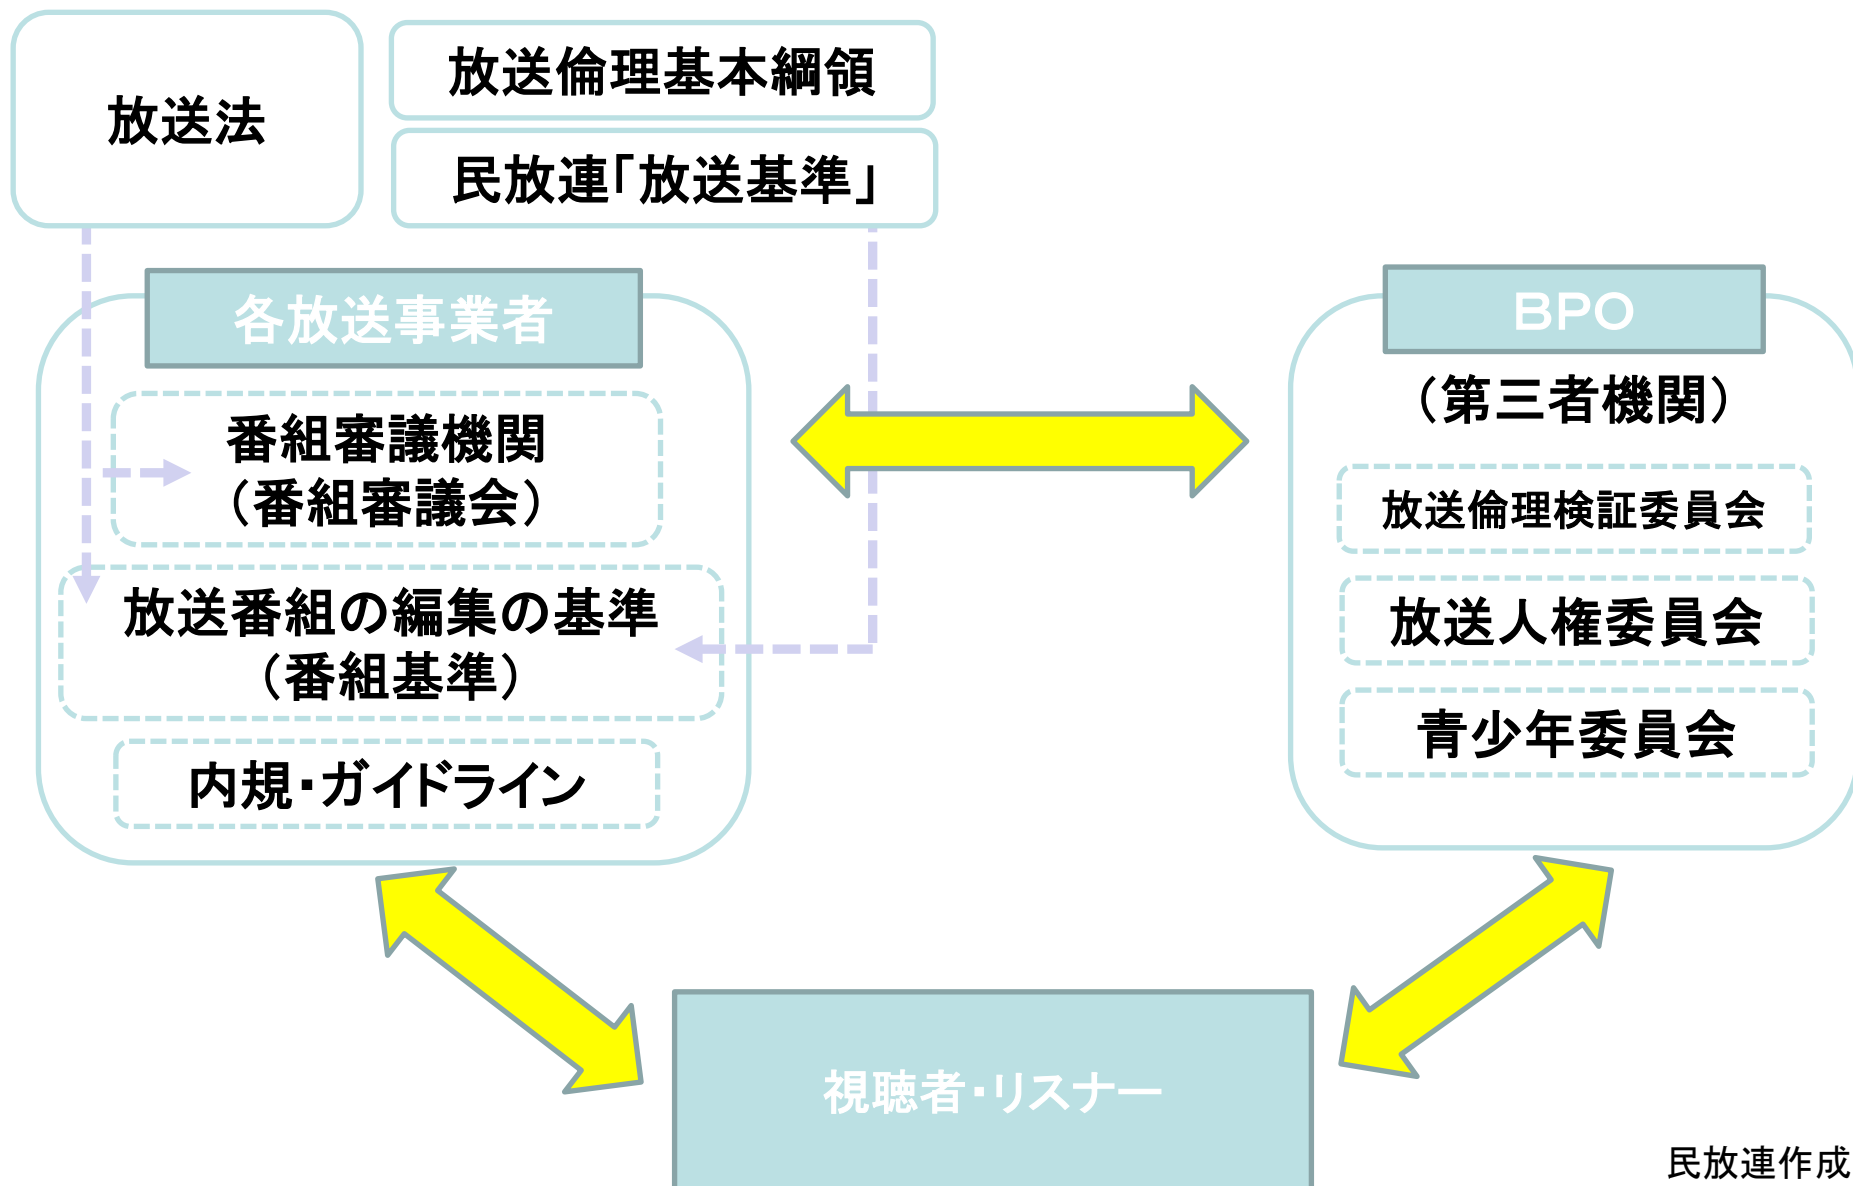 放送法
放送倫理基本綱領
民放連「放送基準」
各放送事業者
番組審議機関
（番組審議会）
放送番組の編集の基準
（番組基準）
内規・ガイドライン
BPO
（第三者機関）
放送倫理検証委員会
放送人権委員会
青少年委員会
視聴者・リスナー
民放連作成